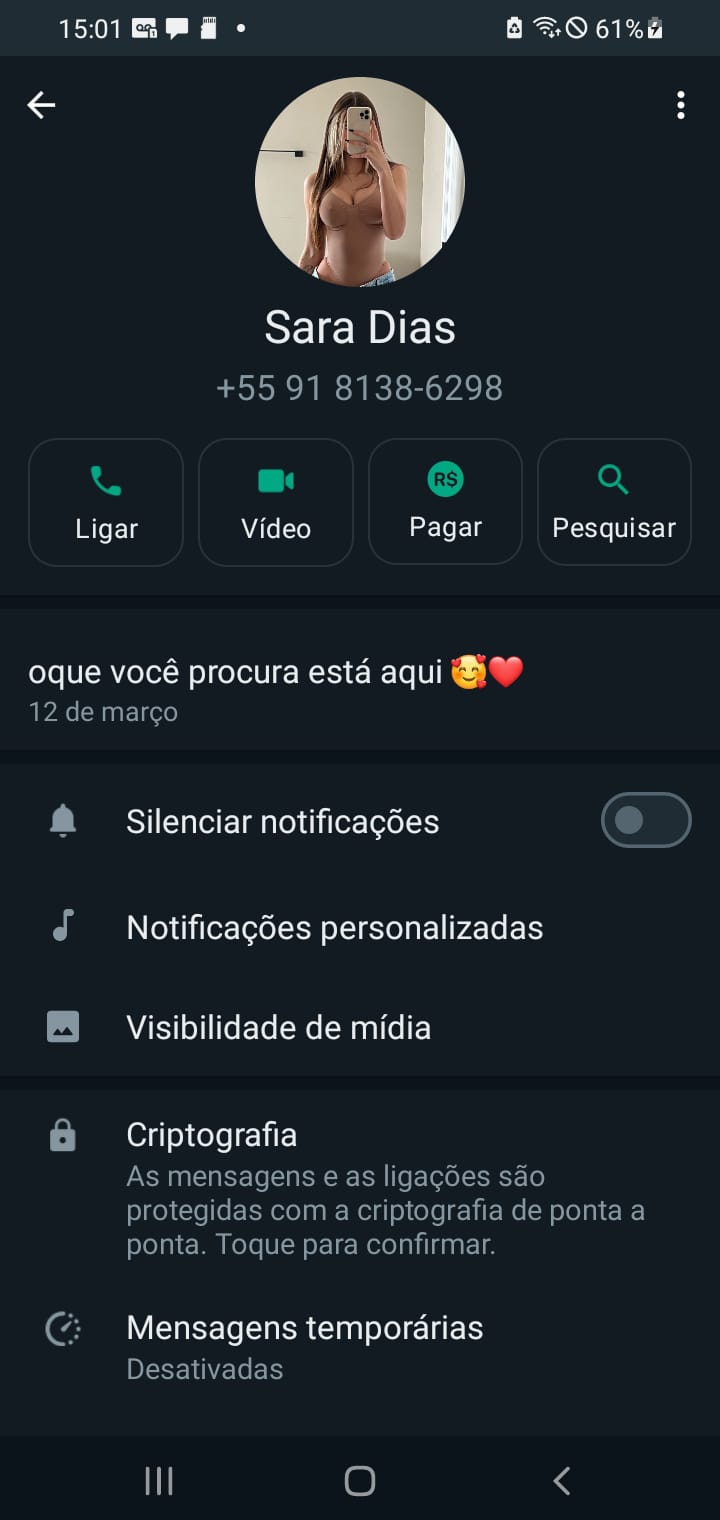 15:01
61%
Sara Dias
+55 91 8138-6298
Ligar
Vídeo
R$
Pagar
Pesquisar
oque você procura está aqui 🥰❤️
12 de março
Silenciar notificações
Notificações personalizadas
Visibilidade de mídia
Criptografia
As mensagens e as ligações são
protegidas com a criptografia de ponta a
ponta. Toque para confirmar.
Mensagens temporárias
Desativadas